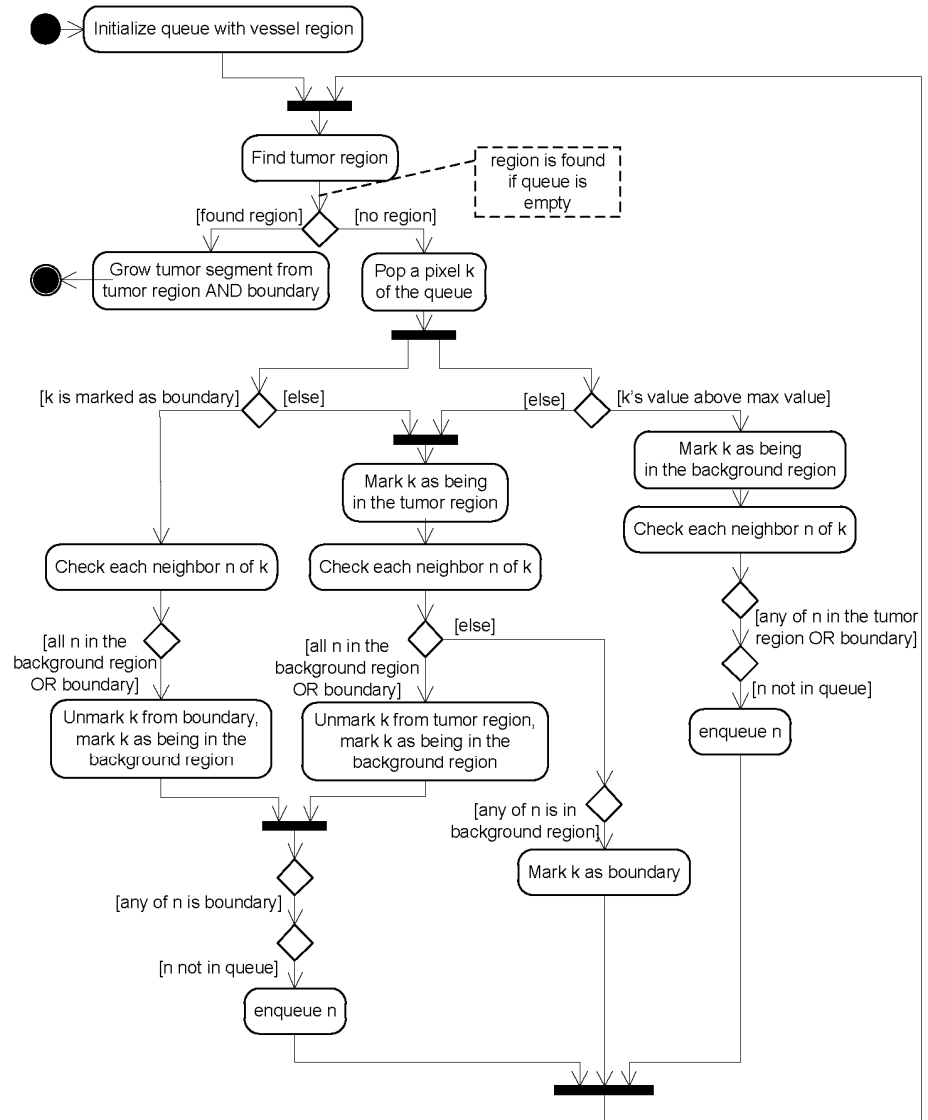 Initialize queue with vessel region
Find tumor region
region is found
if queue is
empty
[found region]
[no region]
Grow tumor segment from
tumor region AND boundary
Pop a pixel k
of the queue
[k is marked as boundary]
[else]
[else]
[k's value above max value]
Mark k as being
in the tumor region
Mark k as being
in the background region
Check each neighbor n of k
Check each neighbor n of k
Check each neighbor n of k
[all n in the
background region
OR boundary]
[all n in the
background region
OR boundary]
[else]
[any of n in the tumor
region OR boundary]
[n not in queue]
Unmark k from boundary,
mark k as being in the
background region
Unmark k from tumor region,
mark k as being in the
background region
enqueue n
[any of n is in
background region]
Mark k as boundary
[any of n is boundary]
[n not in queue]
enqueue n